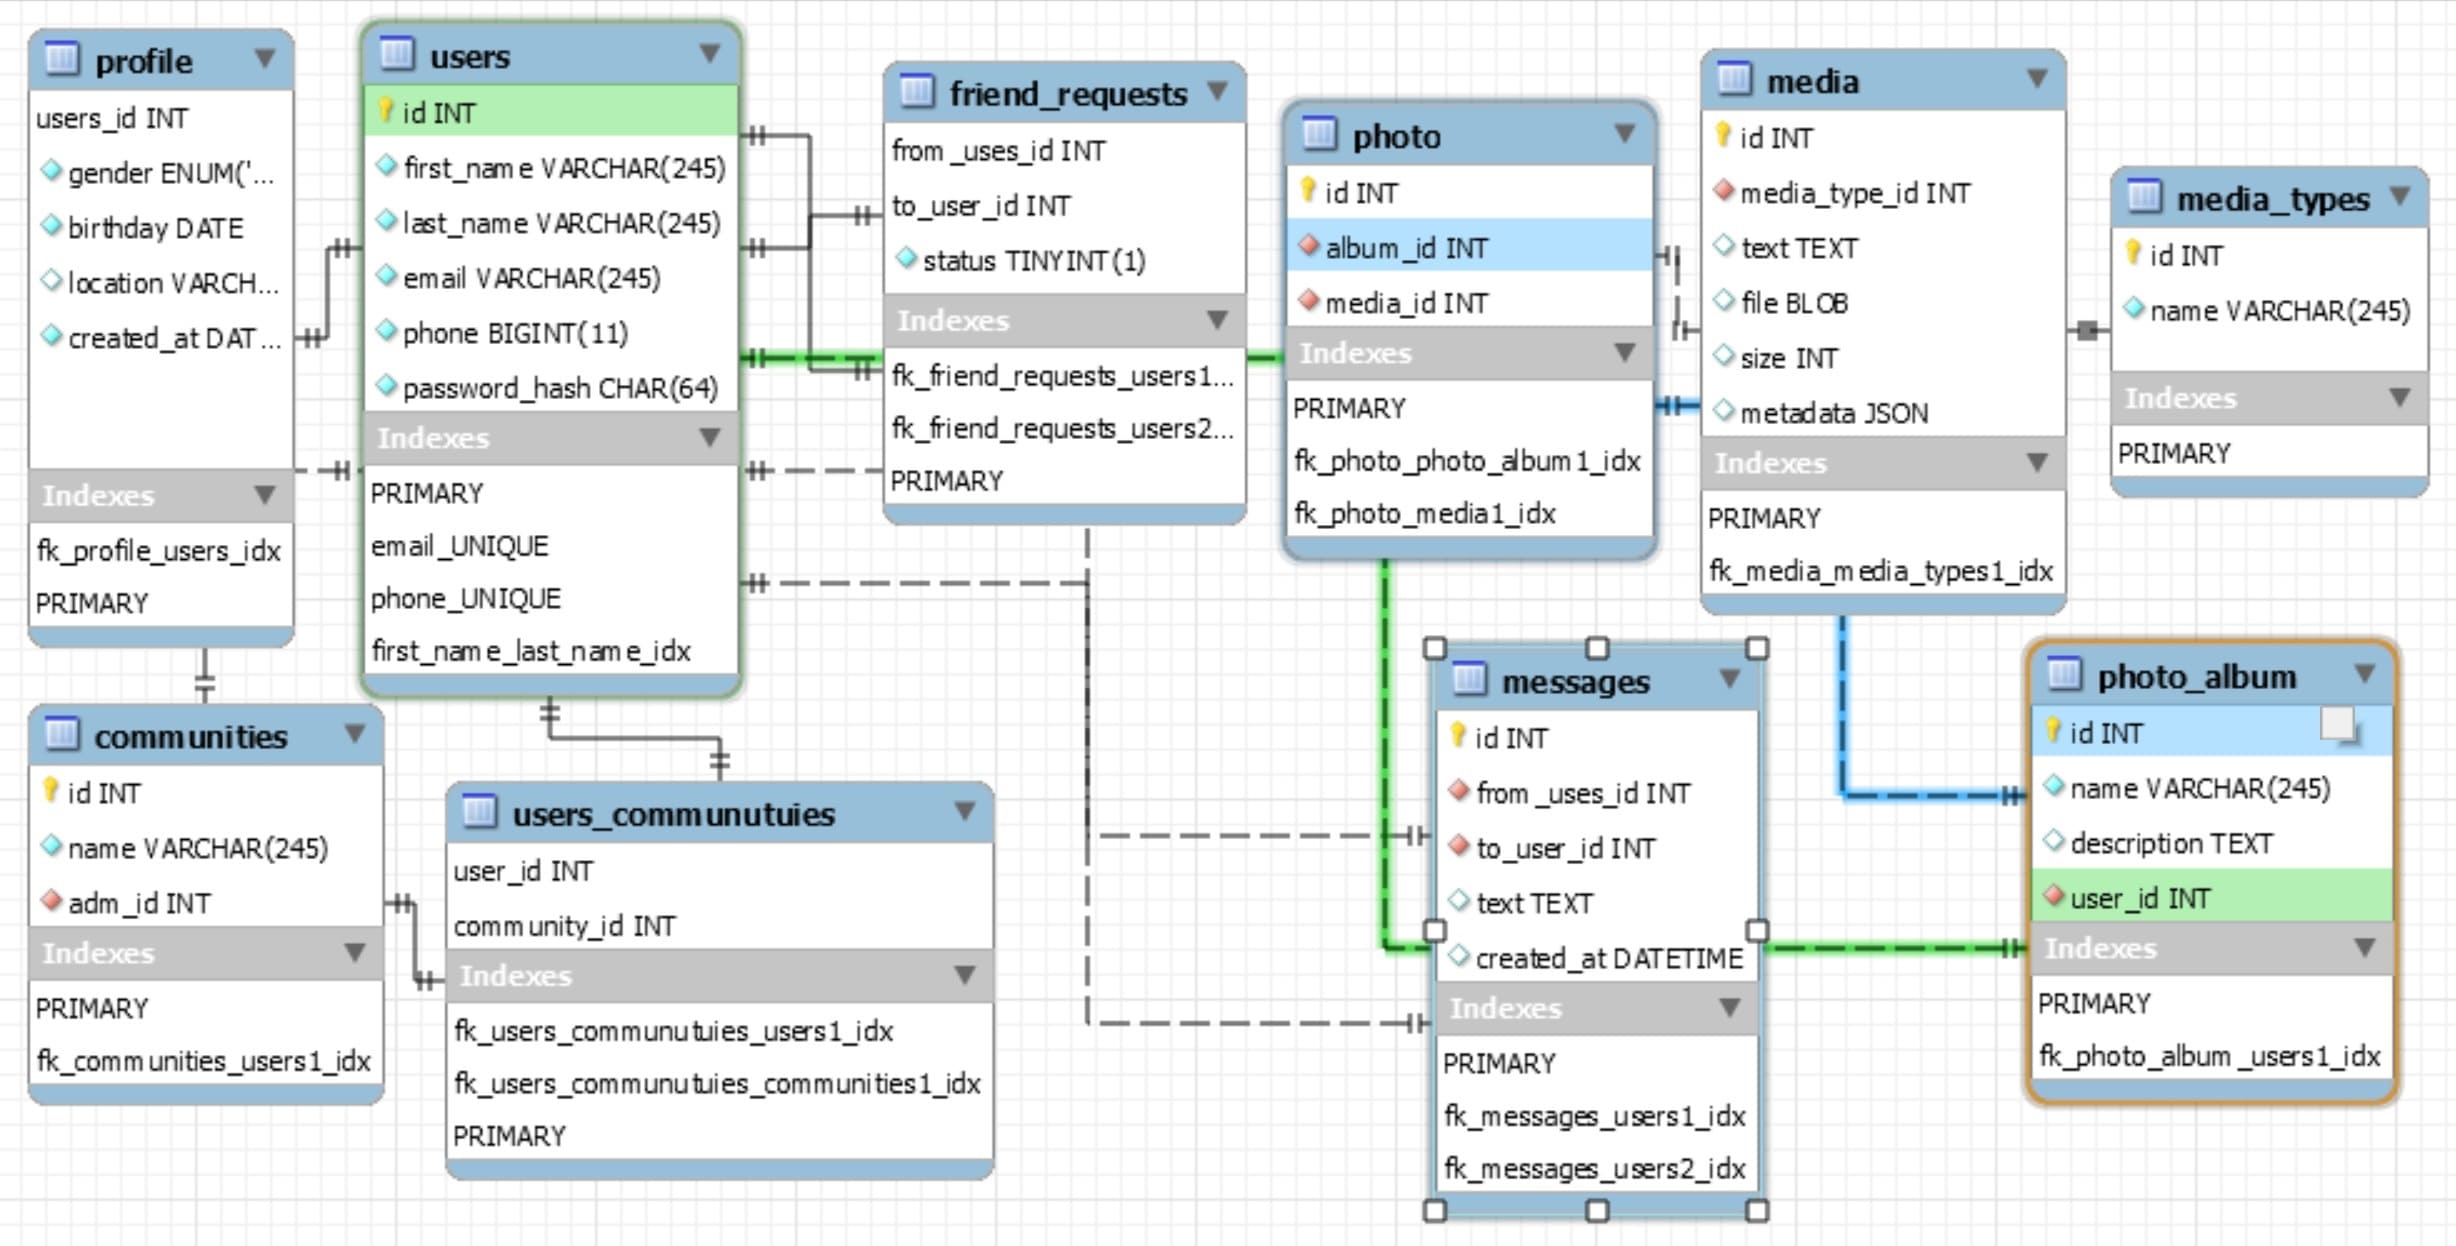 profile
users_id INT
gender ENUM('...
birthday DATE
location VARCH...
created_at DAT...
Indexes
fk_profile_users_idx
PRIMARY
users
id INT
first_name VARCHAR(245)
last_name VARCHAR(245)
email VARCHAR(245)
phone BIGINT(11)
password_hash CHAR(64)
Indexes
PRIMARY
email_UNIQUE
phone_UNIQUE
first_name_last_name_idx
friend_requests
from_uses_id INT
to_user_id INT
status TINYINT(1)
Indexes
fk_friend_requests_users1...
fk_friend_requests_users2...
PRIMARY
photo
id INT
album_id INT
media_id INT
Indexes
PRIMARY
fk_photo_photo_album1_idx
fk_photo_media1_idx
media
id INT
media_type_id INT
text TEXT
file BLOB
size INT
metadata JSON
Indexes
PRIMARY
fk_media_media_types1_idx
media_types
id INT
name VARCHAR(245)
Indexes
PRIMARY
communities
id INT
name VARCHAR(245)
adm_id INT
Indexes
PRIMARY
fk_communities_users1_idx
users_communutuies
user_id INT
community_id INT
Indexes
fk_users_communutuies_users1_idx
fk_users_communutuies_communities1_idx
PRIMARY
messages
id INT
from_uses_id INT
to_user_id INT
text TEXT
created_at DATETIME
Indexes
PRIMARY
fk_messages_users1_idx
fk_messages_users2_idx
photo_album
id INT
name VARCHAR(245)
description TEXT
user_id INT
Indexes
PRIMARY
fk_photo_album_users1_idx